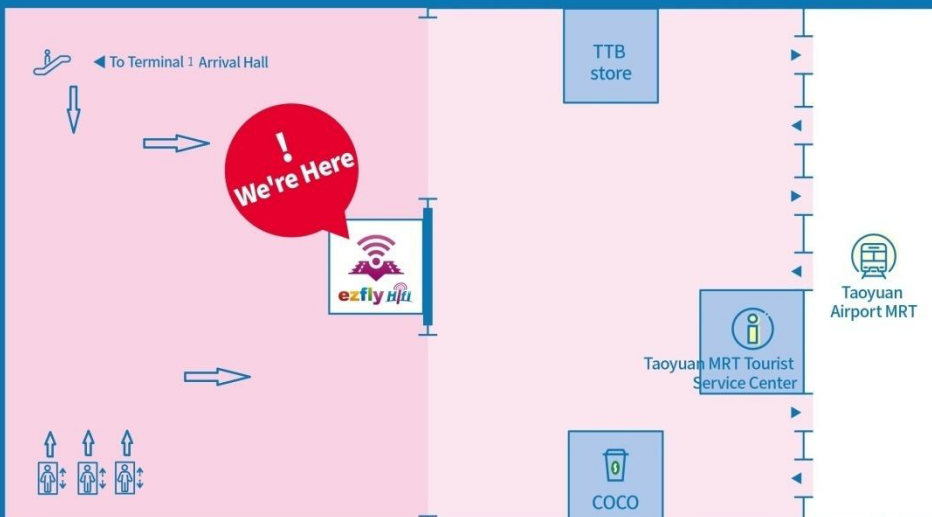 TTB
store
To Terminal 1 Arrival Hall
!
We're Here
ezfly Hifi
Taoyuan
Airport MRT
Taoyuan MRT Tourist
Service Center
COCO